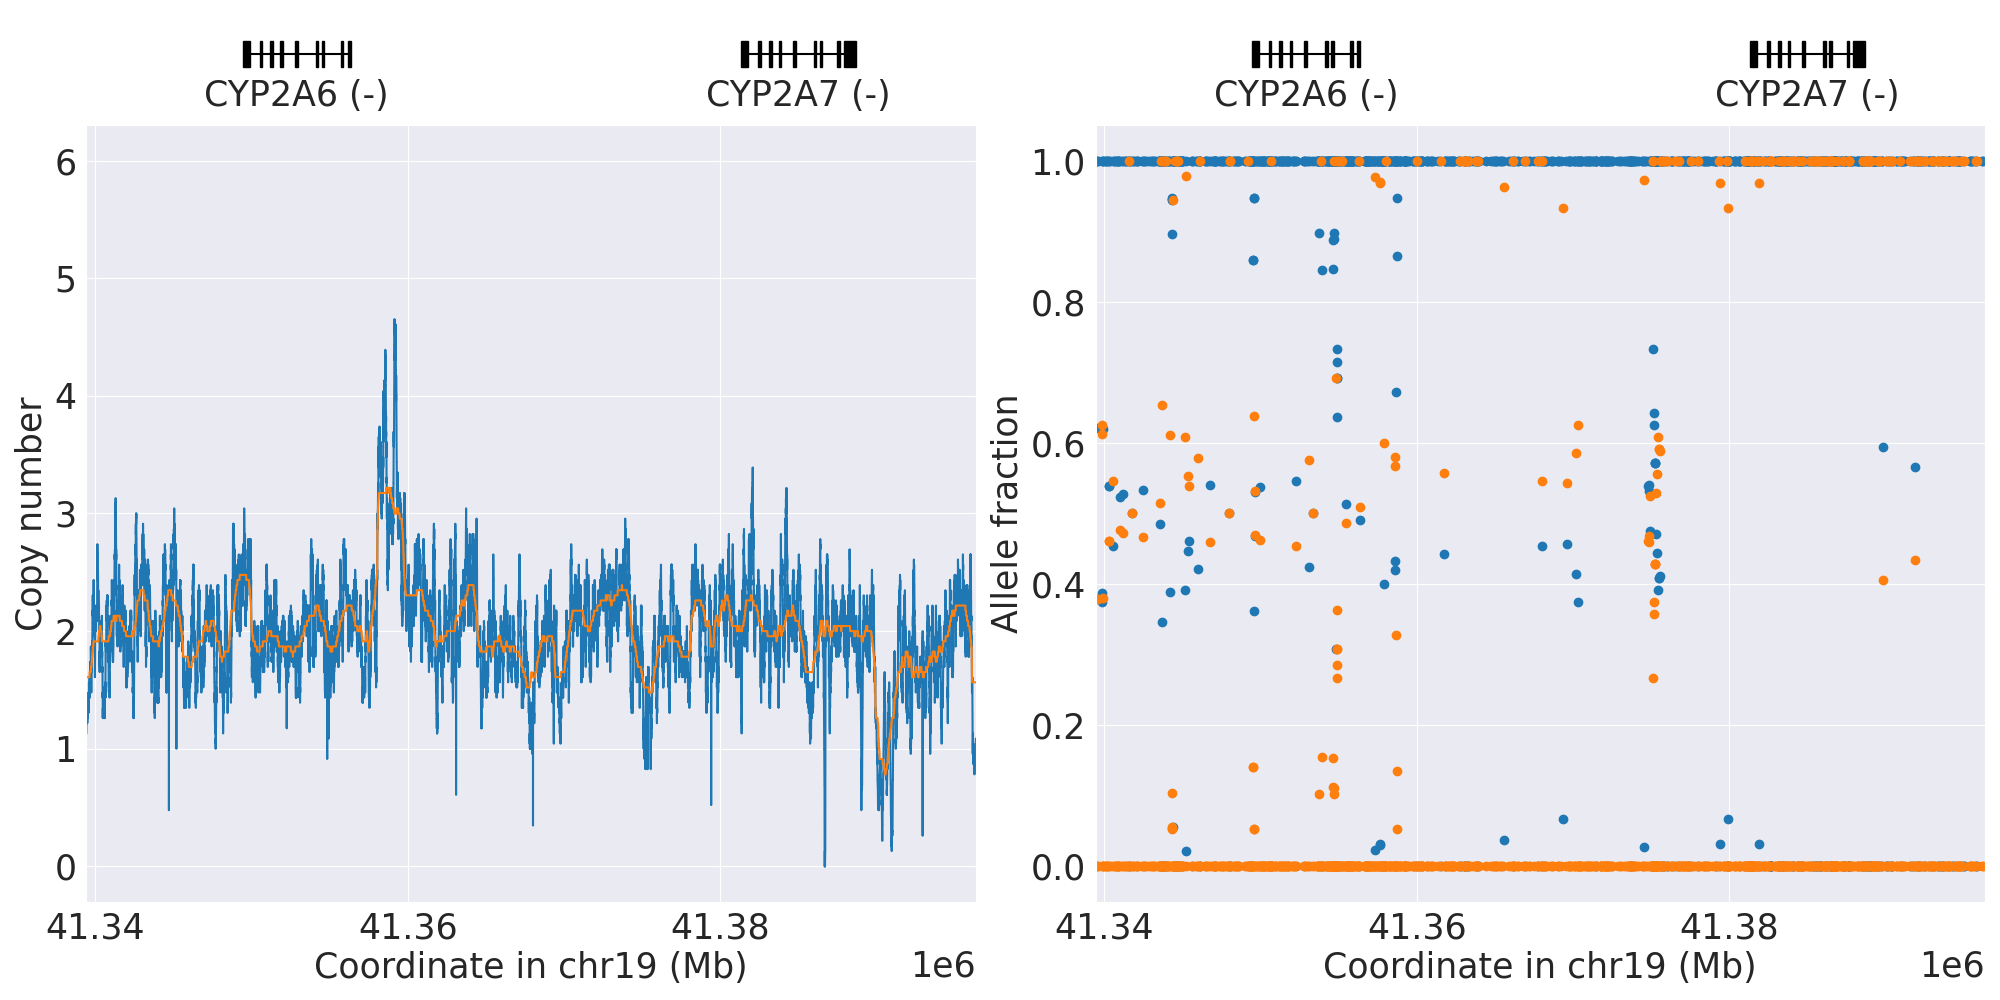 CYP2A6 (-)
CYP2A7 (-)
6
5
4
3
2
1
0
Copy number
41.34
41.36
41.38
Coordinate in chr19 (Mb)
1e6
CYP2A6 (-)
CYP2A7 (-)
1.0
0.8
0.6
0.4
0.2
0.0
Allele fraction
41.34
41.36
41.38
Coordinate in chr19 (Mb)
1e6